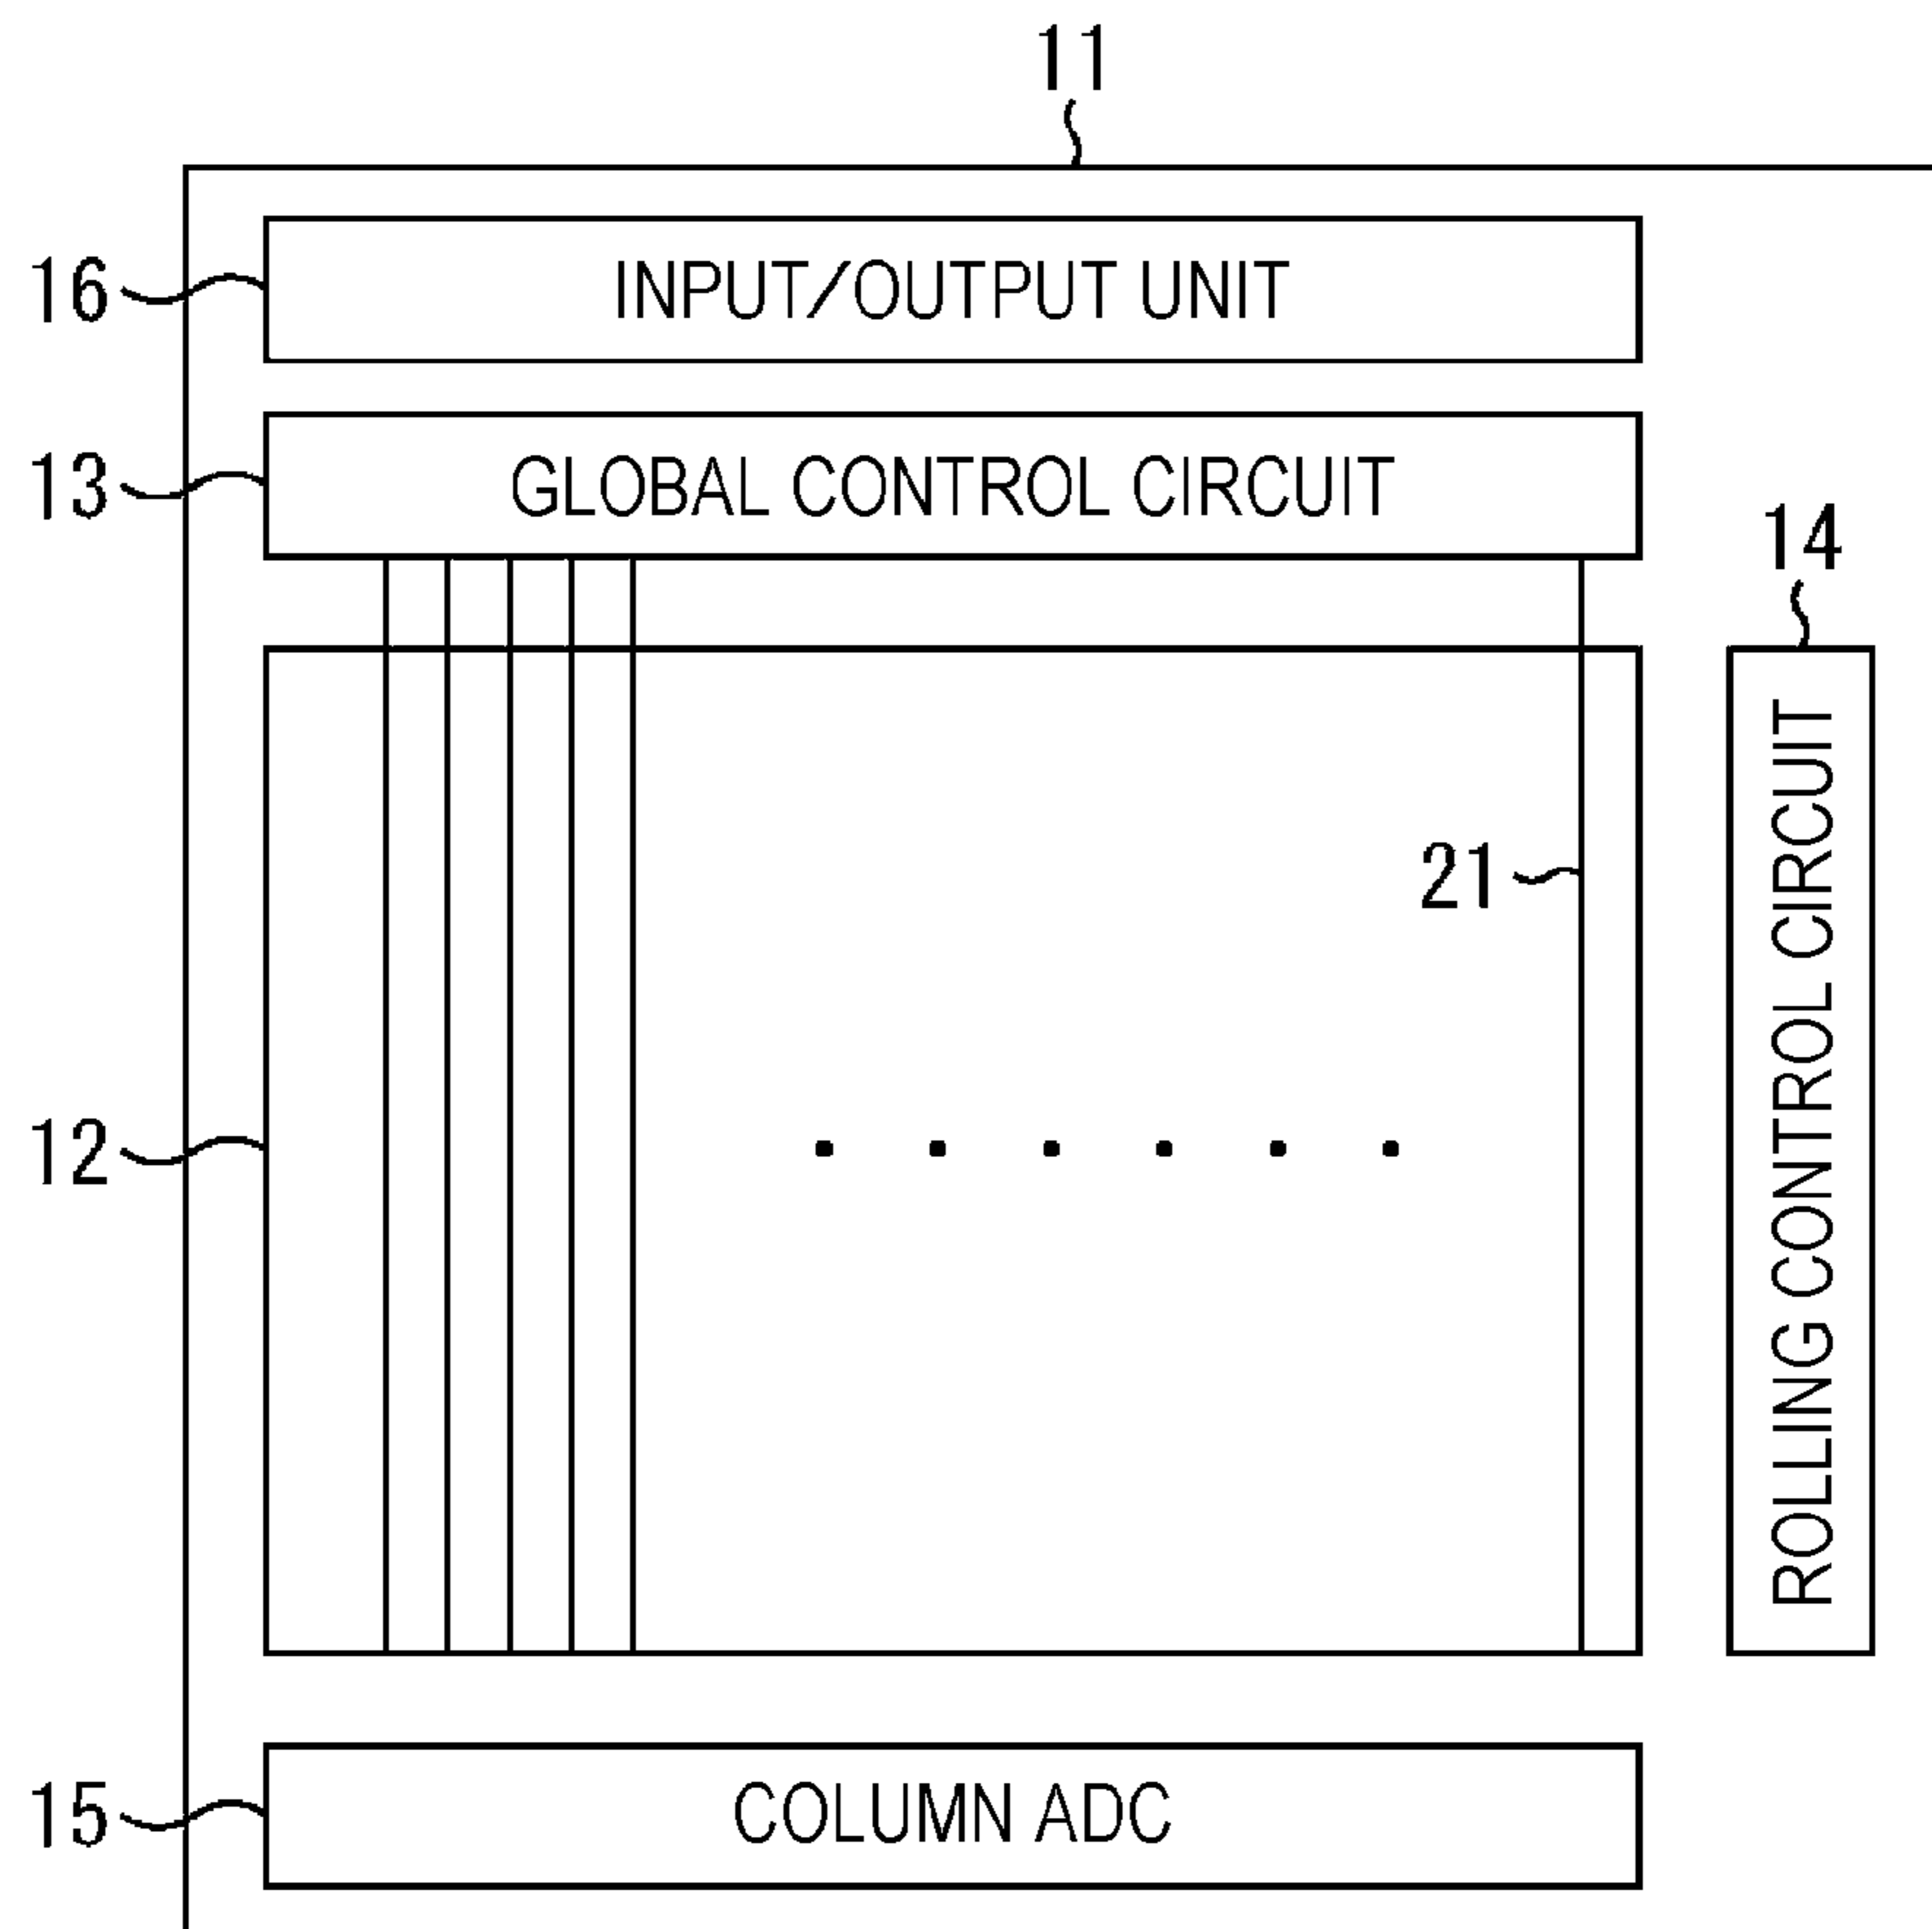 11
16
INPUT/OUTPUT UNIT
13
GLOBAL CONTROL CIRCUIT
14
21
12
ROLLING CONTROL CIRCUIT
15
COLUMN ADC